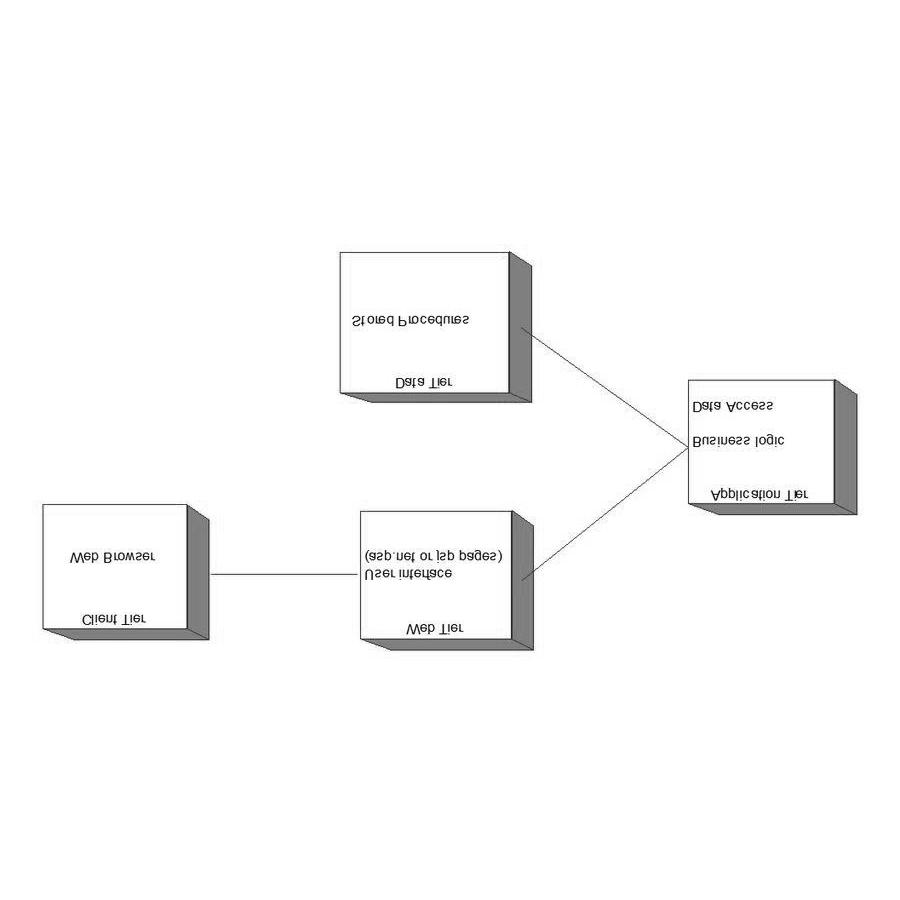 Client Tier
Web Browser
Web Tier
User interface
(asp.net or jsp pages)
Application Tier
Business logic
Data Access
Data Tier
Stored Procedures